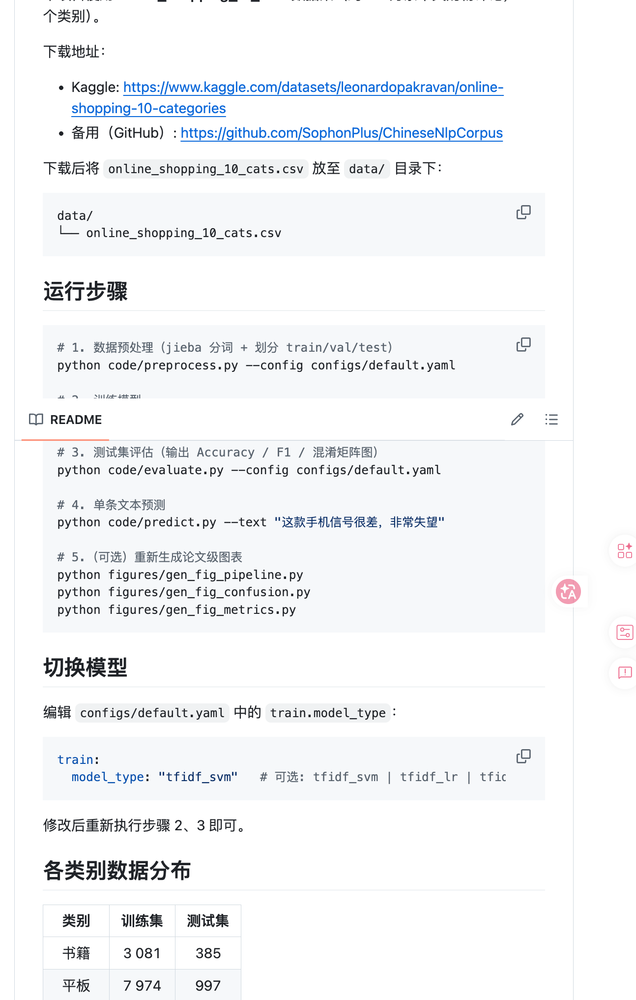 个类别）。
下载地址：
Kaggle: https://www.kaggle.com/datasets/leonardopakravan/online-
shopping-10-categories
备用（GitHub）: https://github.com/SophonPlus/ChineseNlpCorpus
下载后将 online_shopping_10_cats.csv 放至 data/ 目录下：
data/
└── online_shopping_10_cats.csv
运行步骤
# 1. 数据预处理（jieba 分词 + 划分 train/val/test）
python code/preprocess.py --config configs/default.yaml
# 2. 训练模型
README
# 3. 测试集评估（输出 Accuracy / F1 / 混淆矩阵图）
python code/evaluate.py --config configs/default.yaml
# 4. 单条文本预测
python code/predict.py --text "这款手机信号很差，非常失望"
# 5.（可选）重新生成论文级图表
python figures/gen_fig_pipeline.py
python figures/gen_fig_confusion.py
python figures/gen_fig_metrics.py
切换模型
编辑 configs/default.yaml 中的 train.model_type：
train:
  model_type: "tfidf_svm"   # 可选: tfidf_svm | tfidf_lr | tfid
修改后重新执行步骤 2、3 即可。
各类别数据分布
类别 训练集 测试集
书籍 3 081 385
平板 7 974 997